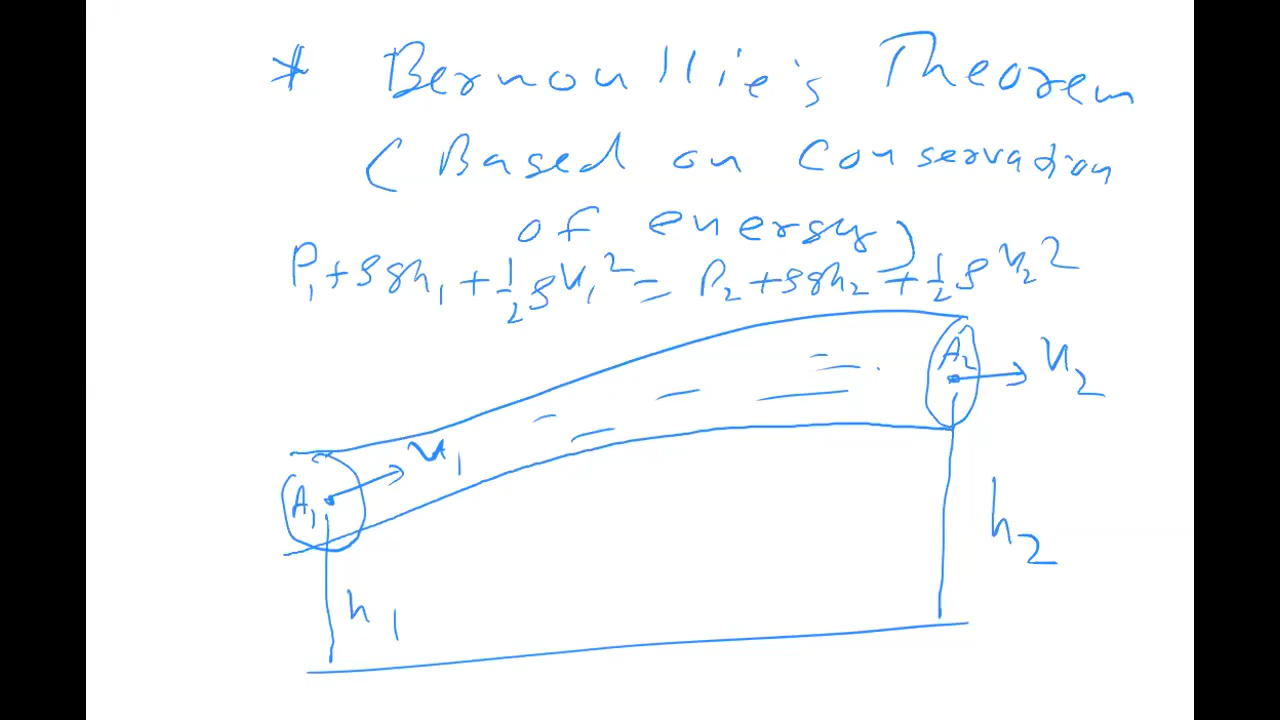 * Bernoullie's Theorem
(Based on Conservation
of energy)
P₁+ρgh₁+½ρv₁²=P₂+ρgh₂+½ρv₂²
A₂
v₂
v₁
A₁
h₂
h₁